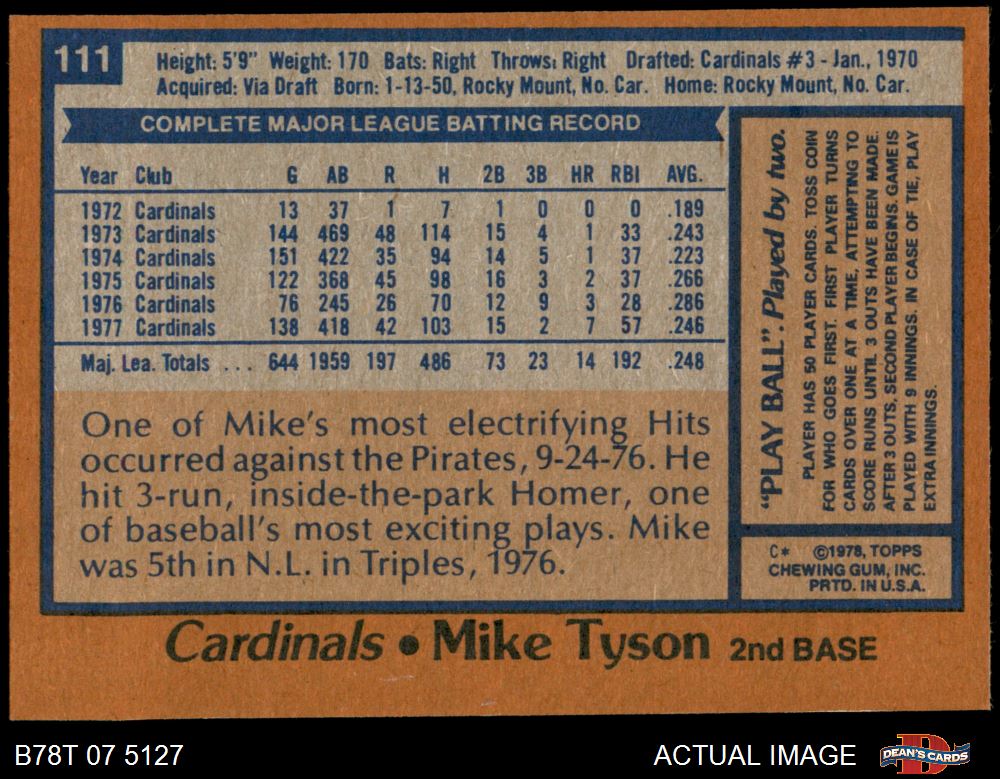 111
Height: 5'9" Weight: 170 Bats: Right Throws: Right Drafted: Cardinals #3 - Jan., 1970
Acquired: Via Draft Born: 1-13-50, Rocky Mount, No. Car. Home: Rocky Mount, No. Car.
COMPLETE MAJOR LEAGUE BATTING RECORD
Year Club G AB R H 2B 3B HR RBI AVG.
1972 Cardinals 13 37 1 7 1 0 0 0 .189
1973 Cardinals 144 469 48 114 15 4 1 33 .243
1974 Cardinals 151 422 35 94 14 5 1 37 .223
1975 Cardinals 122 368 45 98 16 3 2 37 .266
1976 Cardinals 76 245 26 70 12 9 3 28 .286
1977 Cardinals 138 418 42 103 15 2 7 57 .246
Maj. Lea. Totals ... 644 1959 197 486 73 23 14 192 .248
One of Mike's most electrifying Hits
occurred against the Pirates, 9-24-76. He
hit 3-run, inside-the-park Homer, one
of baseball's most exciting plays. Mike
was 5th in N.L. in Triples, 1976.
"PLAY BALL". Played by two.
PLAYER HAS 50 PLAYER CARDS. TOSS COIN
FOR WHO GOES FIRST. FIRST PLAYER TURNS
CARDS OVER ONE AT A TIME, ATTEMPTING TO
SCORE RUNS UNTIL 3 OUTS HAVE BEEN MADE.
AFTER 3 OUTS, SECOND PLAYER BEGINS. GAME IS
PLAYED WITH 9 INNINGS. IN CASE OF TIE, PLAY
EXTRA INNINGS.
C* ©1978, TOPPS
CHEWING GUM, INC.
PRTD. IN U.S.A.
Cardinals • Mike Tyson 2nd BASE
B78T 07 5127
ACTUAL IMAGE
DEAN'S CARDS